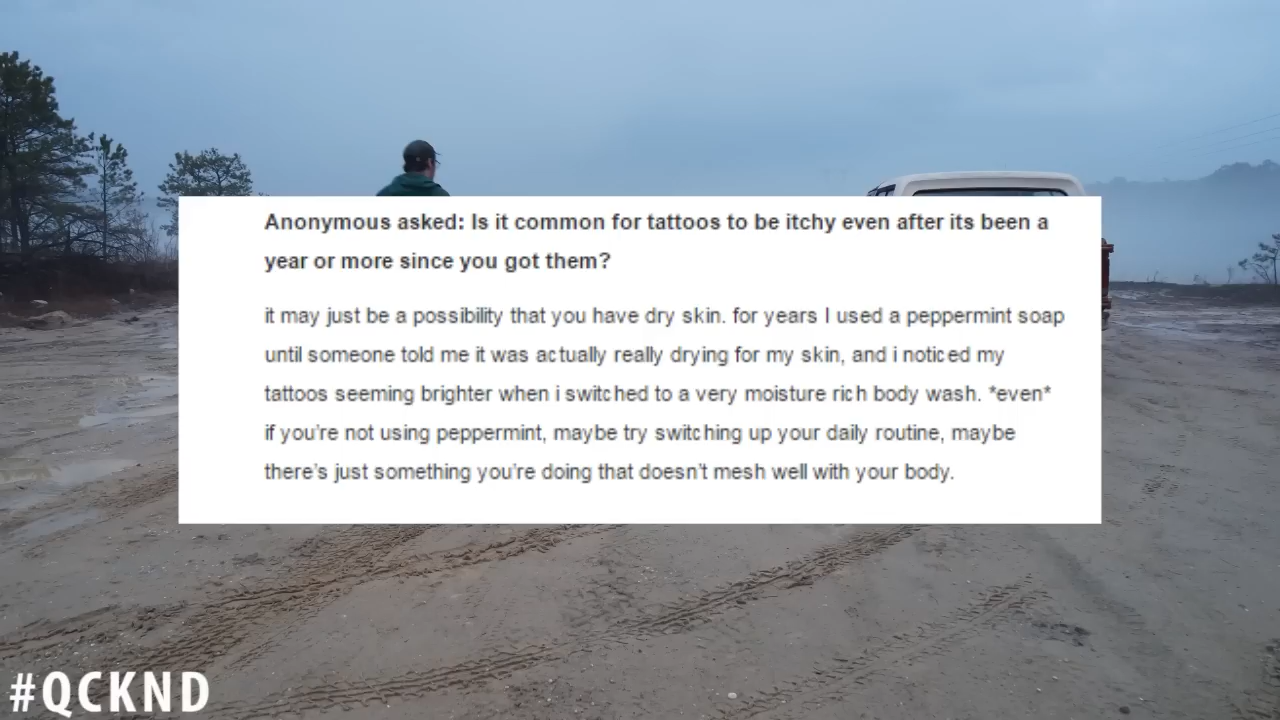 Anonymous asked: Is it common for tattoos to be itchy even after its been a
year or more since you got them?
it may just be a possibility that you have dry skin. for years I used a peppermint soap
until someone told me it was actually really drying for my skin, and i noticed my
tattoos seeming brighter when i switched to a very moisture rich body wash. *even*
if you're not using peppermint, maybe try switching up your daily routine, maybe
there's just something you're doing that doesn't mesh well with your body.
#QCKND